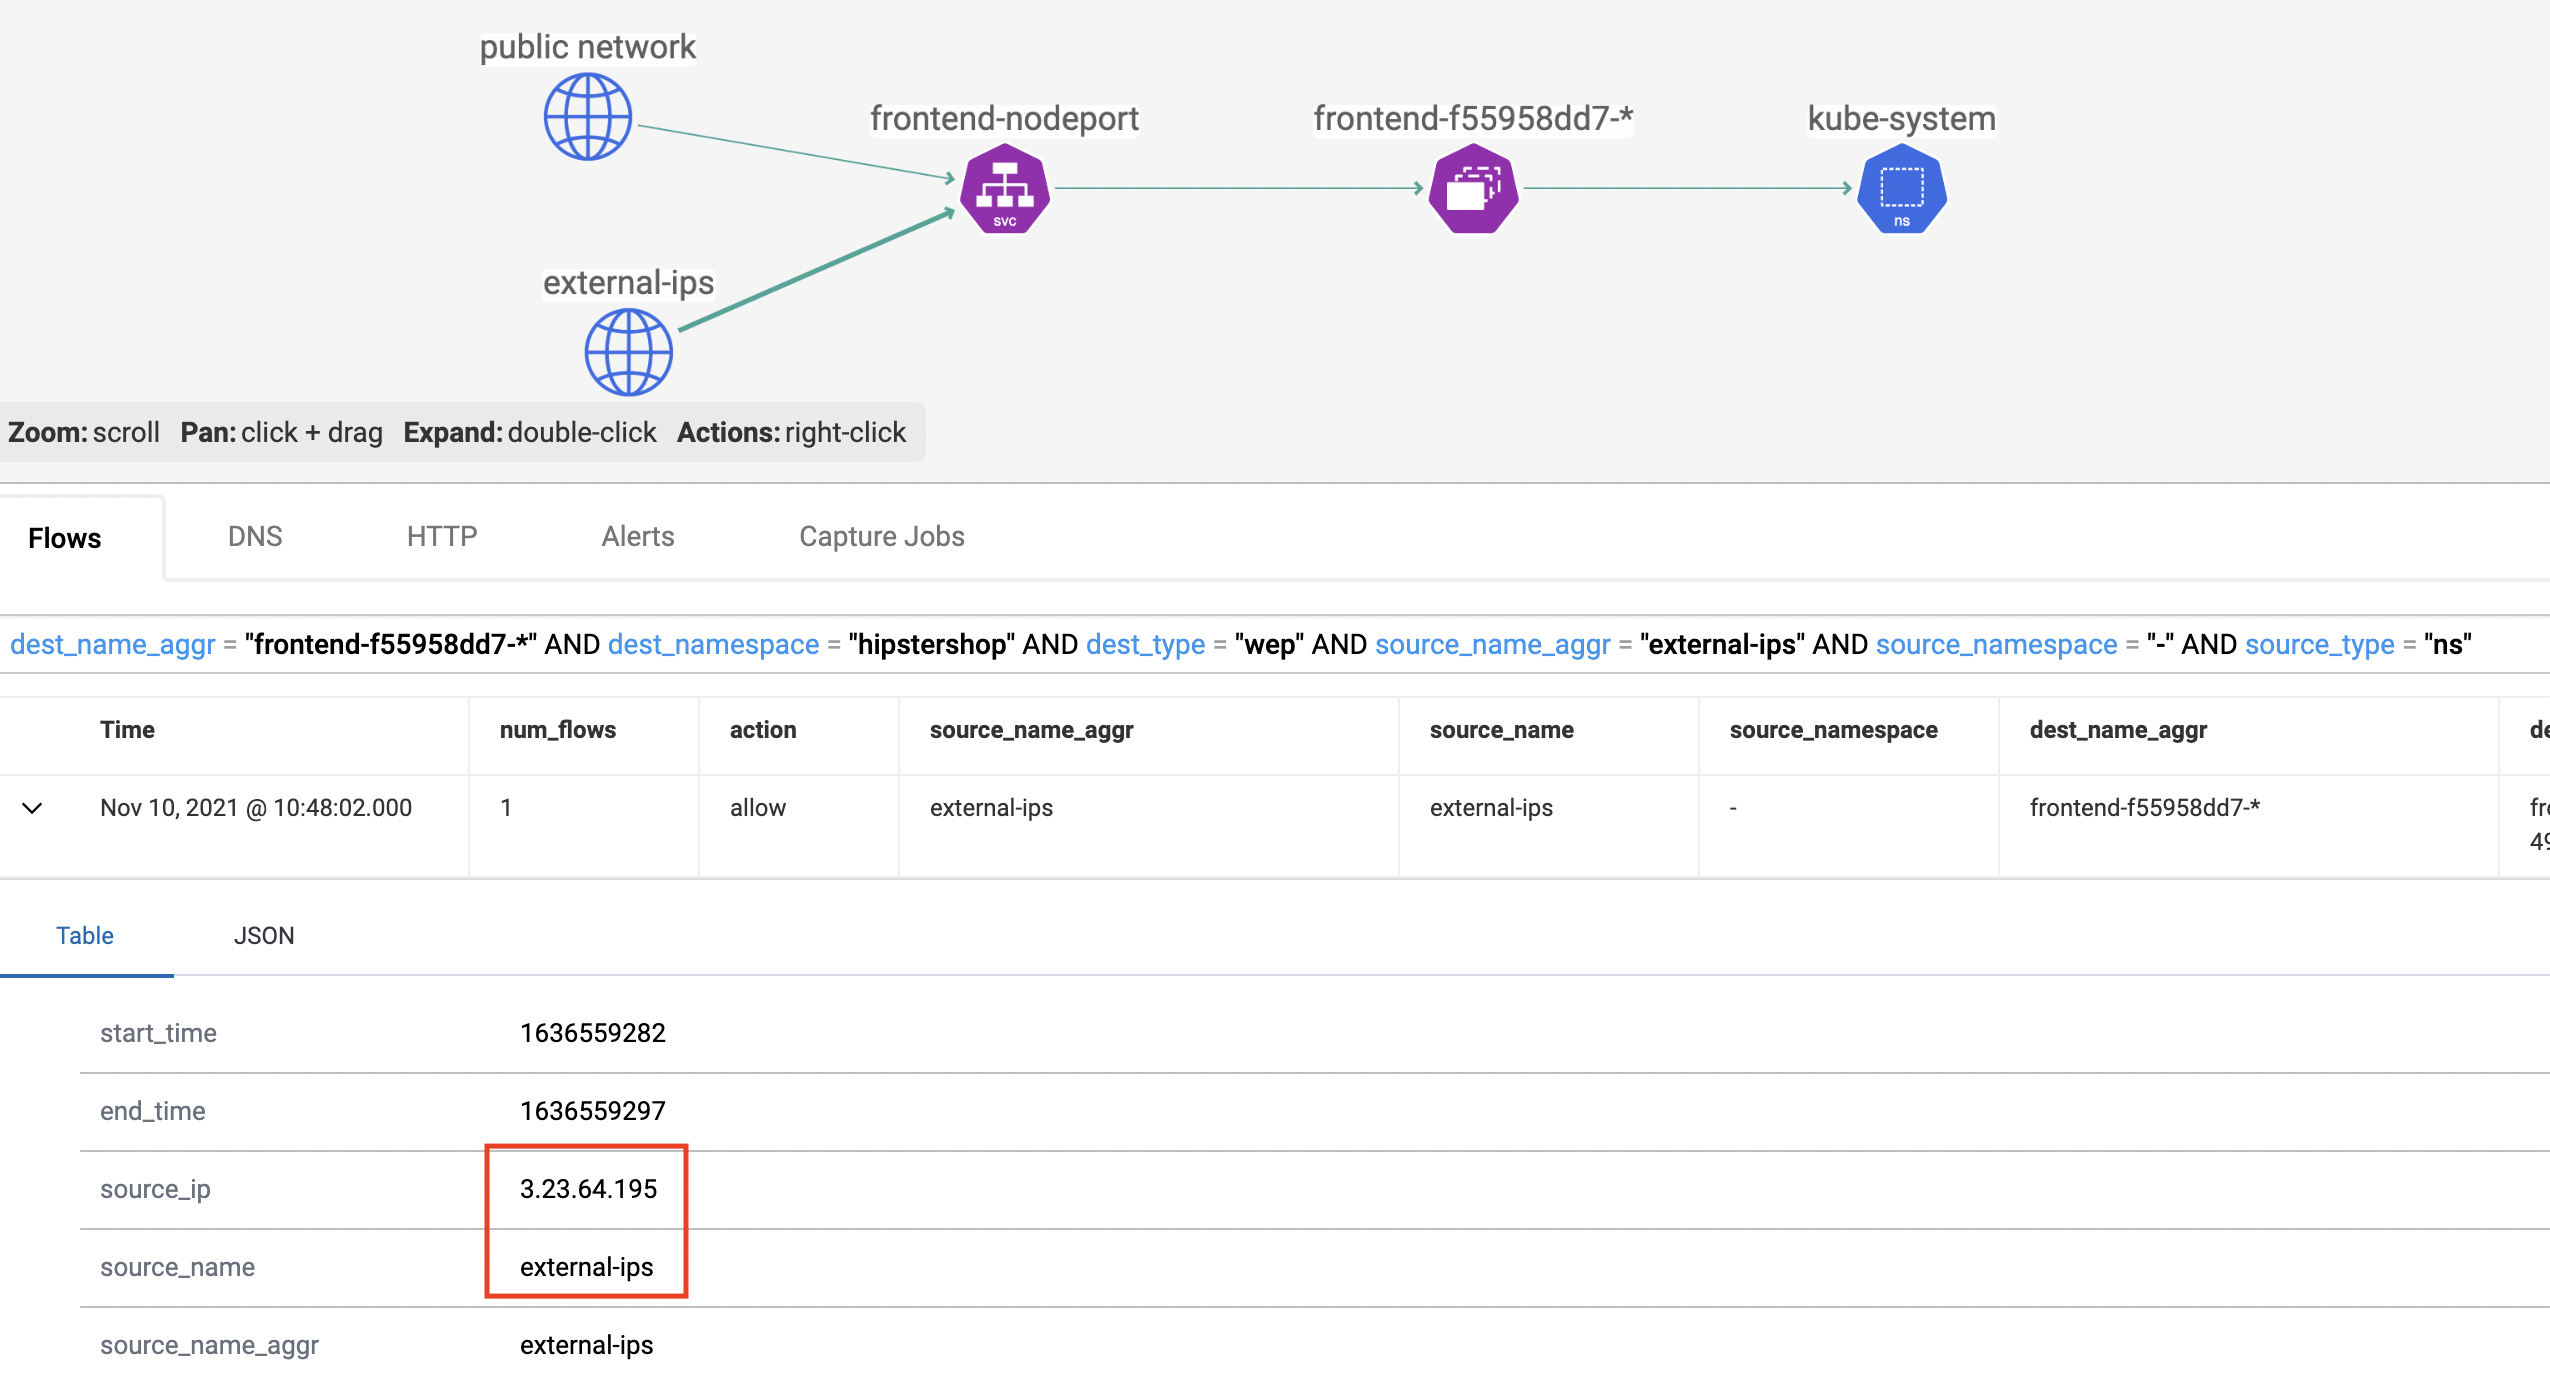 public network
frontend-nodeport
frontend-f55958dd7-*
kube-system
svc
ns
external-ips
Zoom: scroll Pan: click + drag Expand: double-click Actions: right-click
Flows DNS HTTP Alerts Capture Jobs
dest_name_aggr = "frontend-f55958dd7-*" AND dest_namespace = "hipstershop" AND dest_type = "wep" AND source_name_aggr = "external-ips" AND source_namespace = "-" AND source_type = "ns"
Time num_flows action source_name_aggr source_name source_namespace dest_name_aggr de
Nov 10, 2021 @ 10:48:02.000 1 allow external-ips external-ips - frontend-f55958dd7-* fr
49
Table JSON
start_time 1636559282
end_time 1636559297
source_ip 3.23.64.195
source_name external-ips
source_name_aggr external-ips